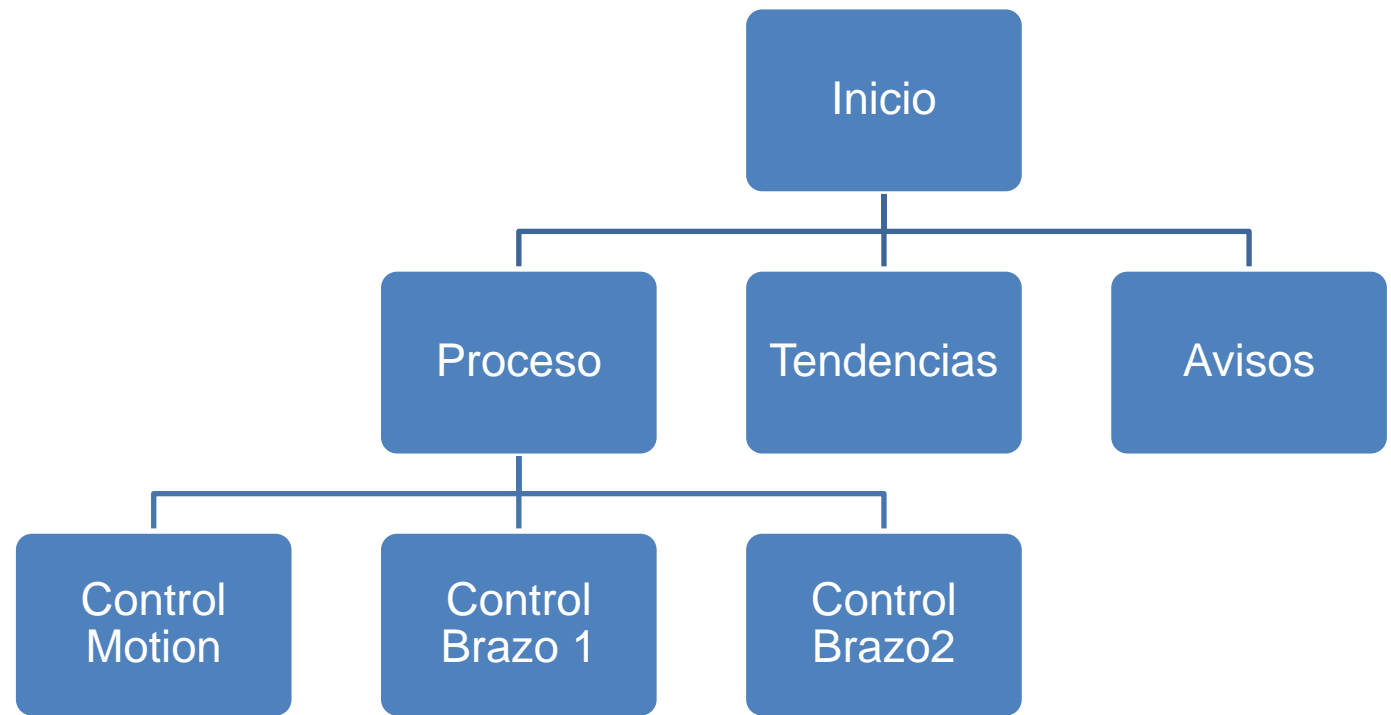 Inicio
Proceso
Tendencias
Avisos
Control
Motion
Control
Brazo 1
Control
Brazo2